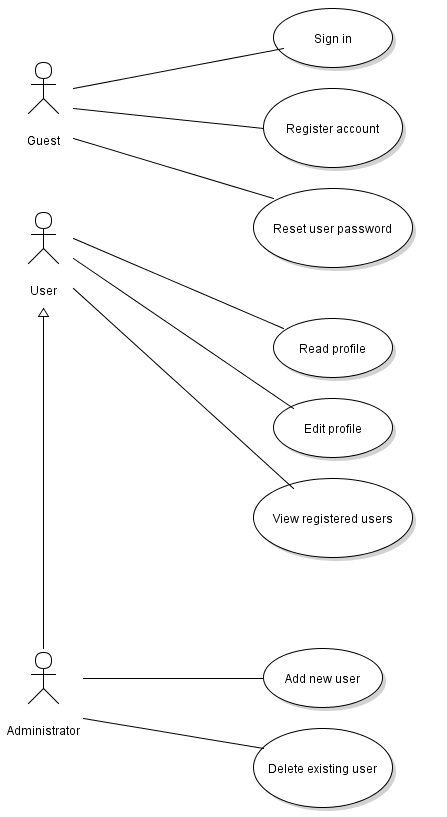 Sign in
Guest
Register account
Reset user password
User
Read profile
Edit profile
View registered users
Add new user
Administrator
Delete existing user